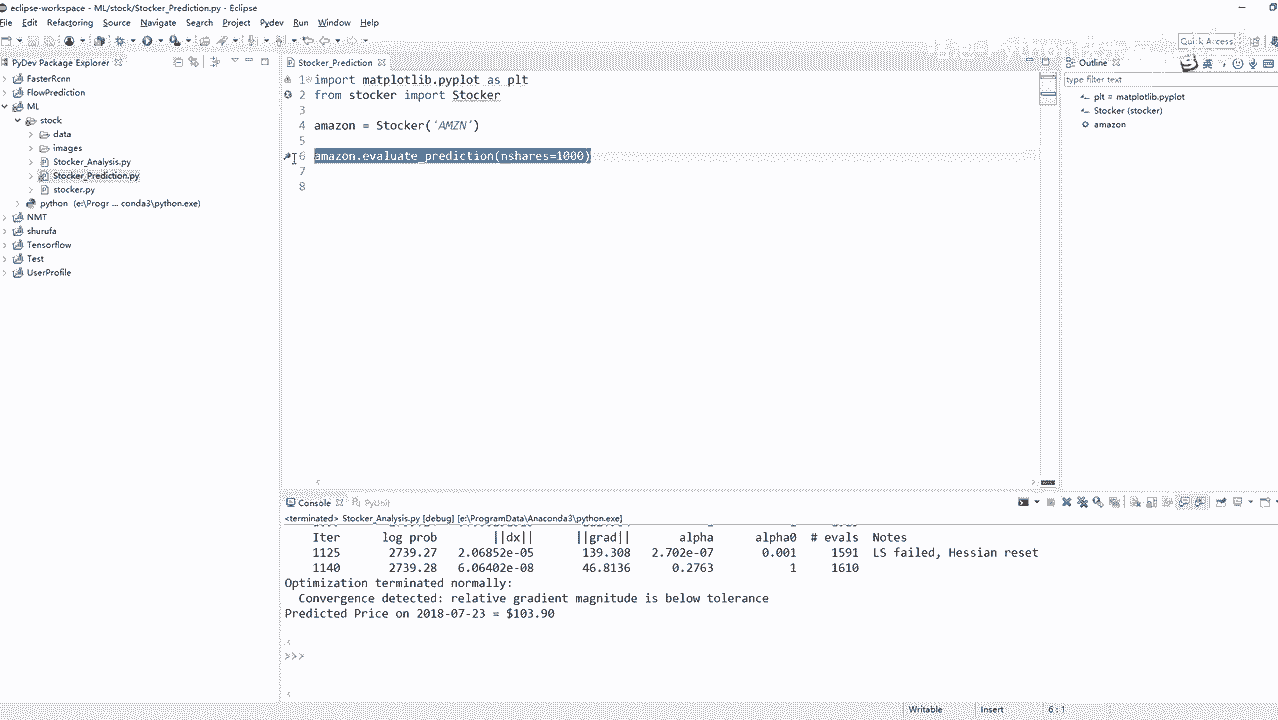 eclipse-workspace - ML/stock/Stocker_Prediction.py - Eclipse
File Edit Refactoring Source Navigate Search Project Pydev Run Window Help
Quick Access
PyDev Package Explorer
FasterRcnn
FlowPrediction
ML
stock
data
images
Stocker_Analysis.py
Stocker_Prediction.py
stocker.py
python (e:\Progr ... conda3\python.exe)
NMT
shurufa
Tensorflow
Test
UserProfile
Stocker_Prediction
1 import matplotlib.pyplot as plt
2 from stocker import Stocker
3
4 amazon = Stocker('AMZN')
5
6 amazon.evaluate_prediction(nshares=1000)
7
8
Outline
type filter text
plt = matplotlib.pyplot
Stocker (stocker)
amazon
Console PyUnit
<terminated> Stocker_Analysis.py [debug] [e:\ProgramData\Anaconda3\python.exe]
Iter log prob ||dx|| ||grad|| alpha alpha0 # evals Notes
1125 2739.27 2.06852e-05 139.308 2.702e-07 0.001 1591 LS failed, Hessian reset
1140 2739.28 6.06402e-08 46.8136 0.2763 1 1610
Optimization terminated normally:
Convergence detected: relative gradient magnitude is below tolerance
Predicted Price on 2018-07-23 = $103.90
>>>
Writable Insert 6 : 1